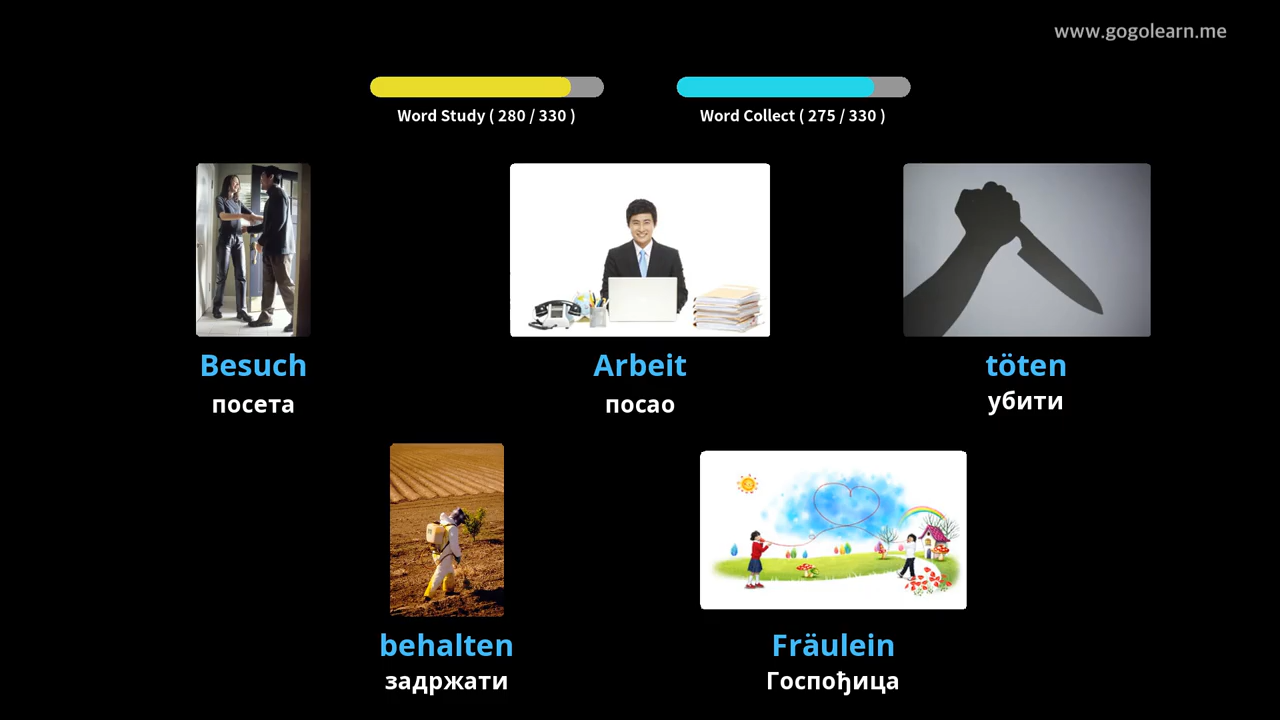 www.gogolearn.me
Word Study ( 280 / 330 )
Word Collect ( 275 / 330 )
Besuch
посета
Arbeit
посао
töten
убити
behalten
задржати
Fräulein
Госпођица